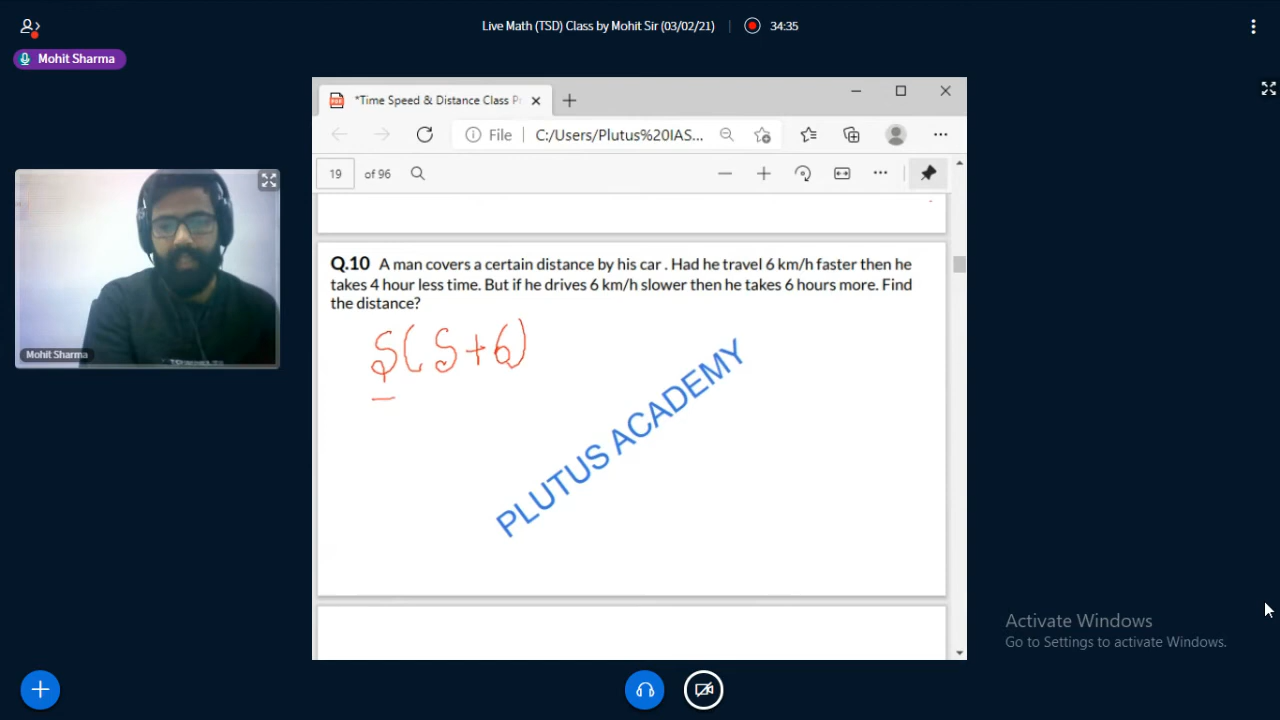 Live Math (TSD) Class by Mohit Sir (03/02/21)
34:35
Mohit Sharma
*Time Speed & Distance Class Pr
File
C:/Users/Plutus%20IAS...
19 of 96
Q.10 A man covers a certain distance by his car . Had he travel 6 km/h faster then he
takes 4 hour less time. But if he drives 6 km/h slower then he takes 6 hours more. Find
the distance?
S(S+6)
PLUTUS ACADEMY
Mohit Sharma
Activate Windows
Go to Settings to activate Windows.